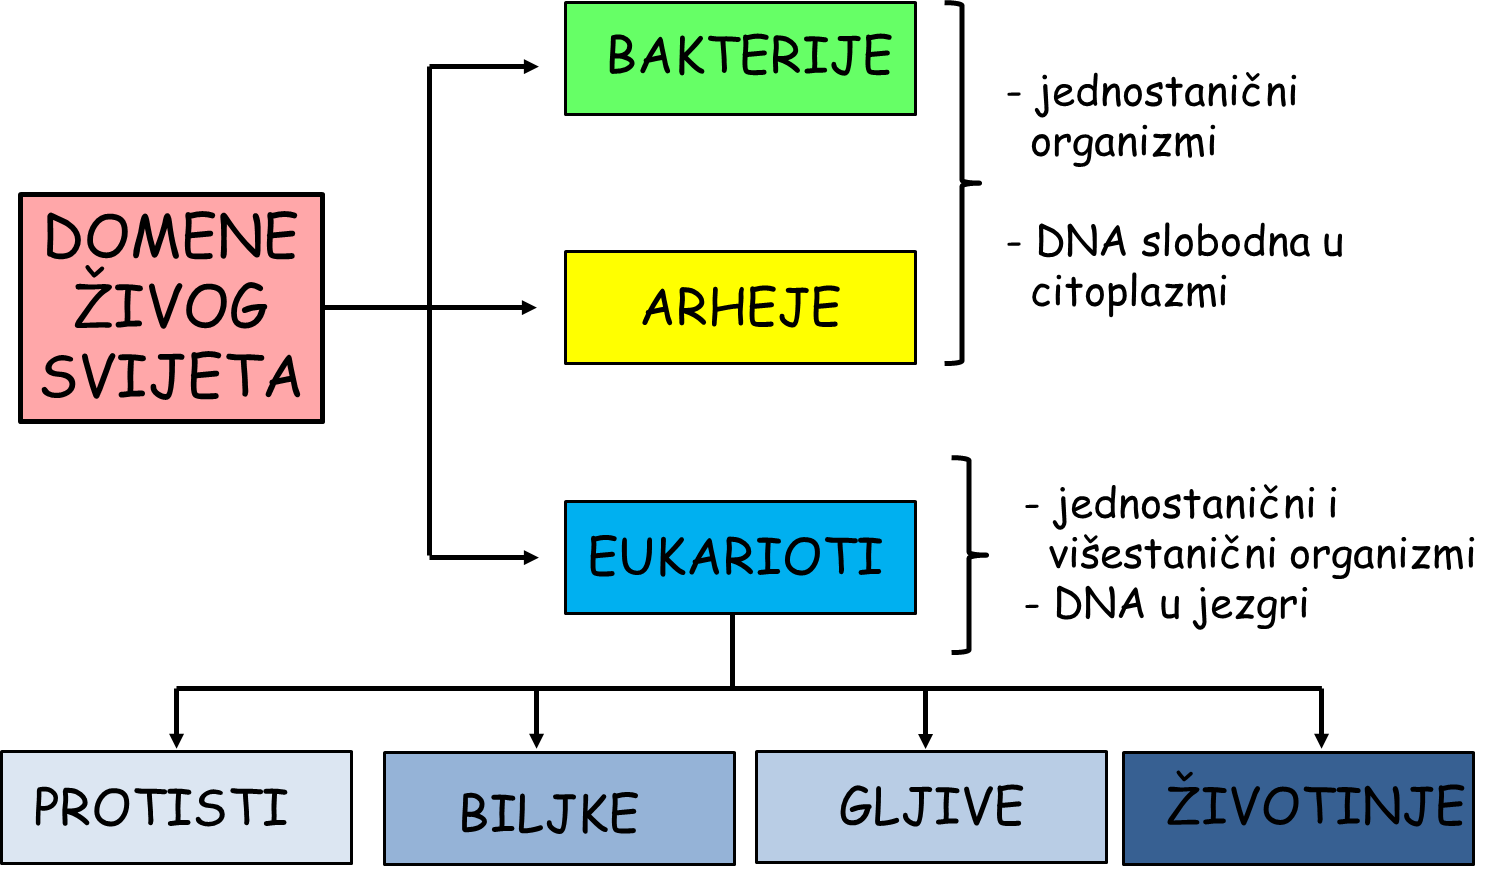 DOMENE
ŽIVOG
SVIJETA
BAKTERIJE
ARHEJE
- jednostanični
organizmi
- DNA slobodna u
citoplazmi
EUKARIOTI
- jednostanični i
višestanični organizmi
- DNA u jezgri
PROTISTI
BILJKE
GLJIVE
ŽIVOTINJE